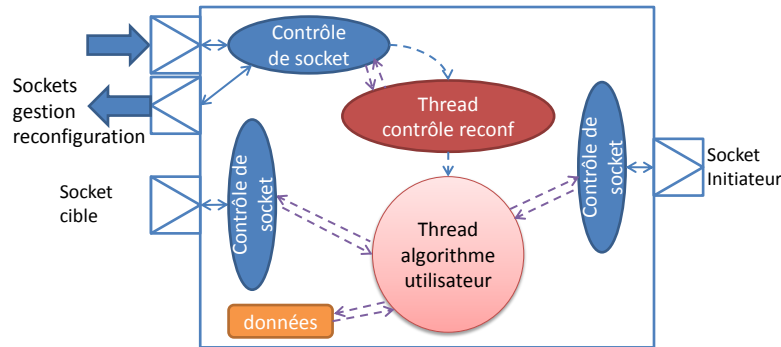 Contrôle
de socket
Sockets
gestion
reconfiguration
Thread
contrôle reconf
Contrôle de
socket
Socket
Initiateur
Contrôle de
socket
Socket
cible
Thread
algorithme
utilisateur
données